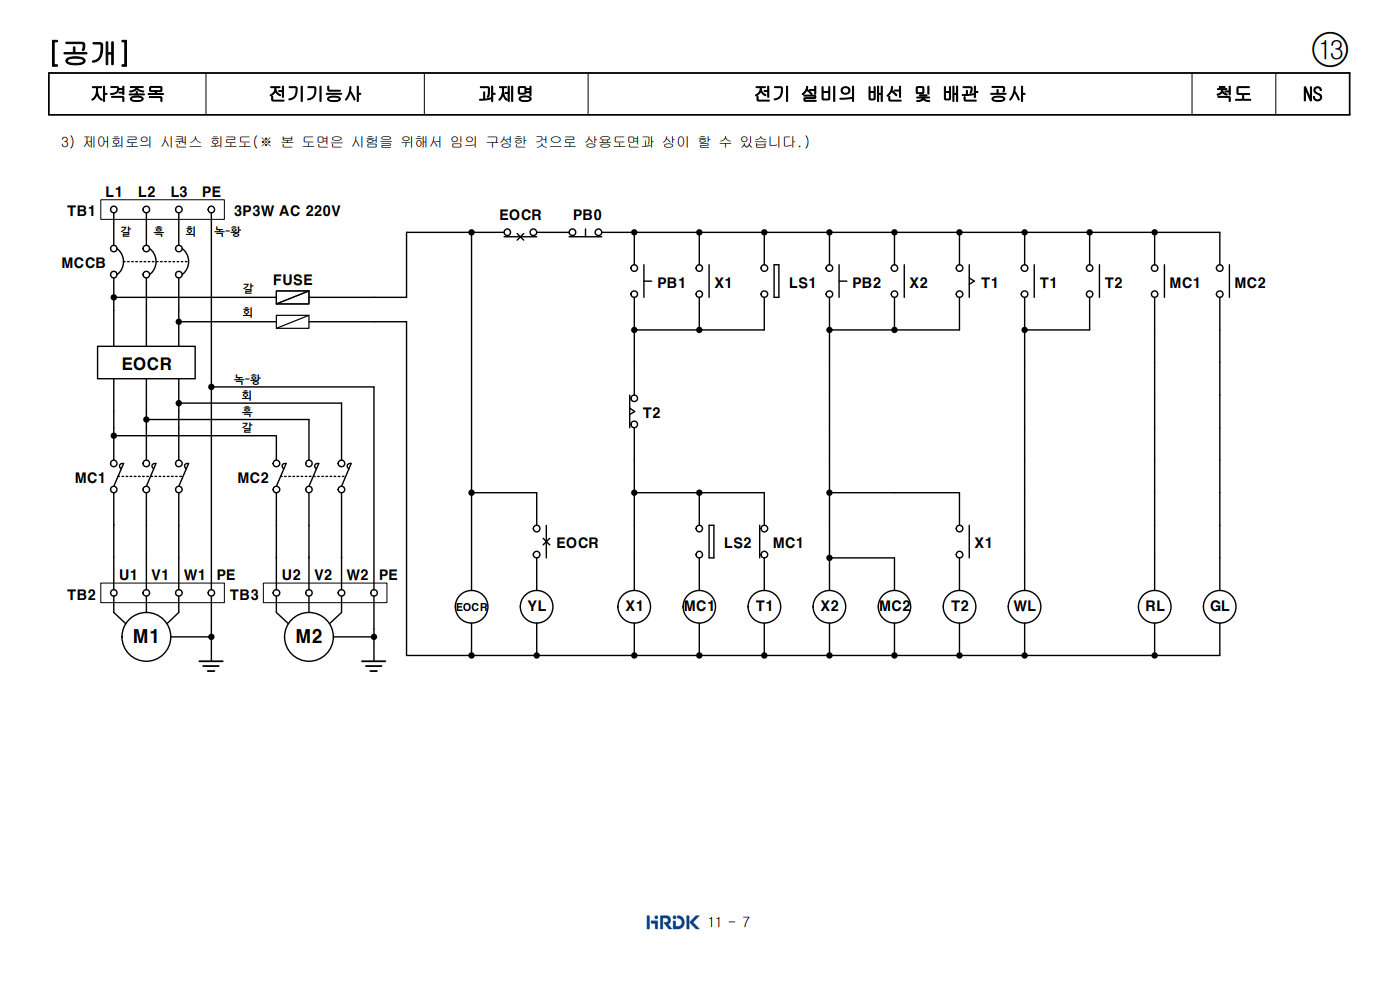 [공개]
⑬
자격종목 전기기능사 과제명 전기 설비의 배선 및 배관 공사 척도 NS
3) 제어회로의 시퀀스 회로도(※ 본 도면은 시험을 위해서 임의 구성한 것으로 상용도면과 상이 할 수 있습니다.)
L1 L2 L3 PE
TB1 3P3W AC 220V
갈 흑 회 녹-황
EOCR PB0
MCCB
FUSE
갈
회
PB1 X1 LS1 PB2 X2 T1 T1 T2 MC1 MC2
EOCR
녹-황
회
흑
갈
T2
MC1 MC2
EOCR LS2 MC1 X1
U1 V1 W1 PE U2 V2 W2 PE
TB2 TB3
EOCR YL X1 MC1 T1 X2 MC2 T2 WL RL GL
M1 M2
HRDK 11 - 7